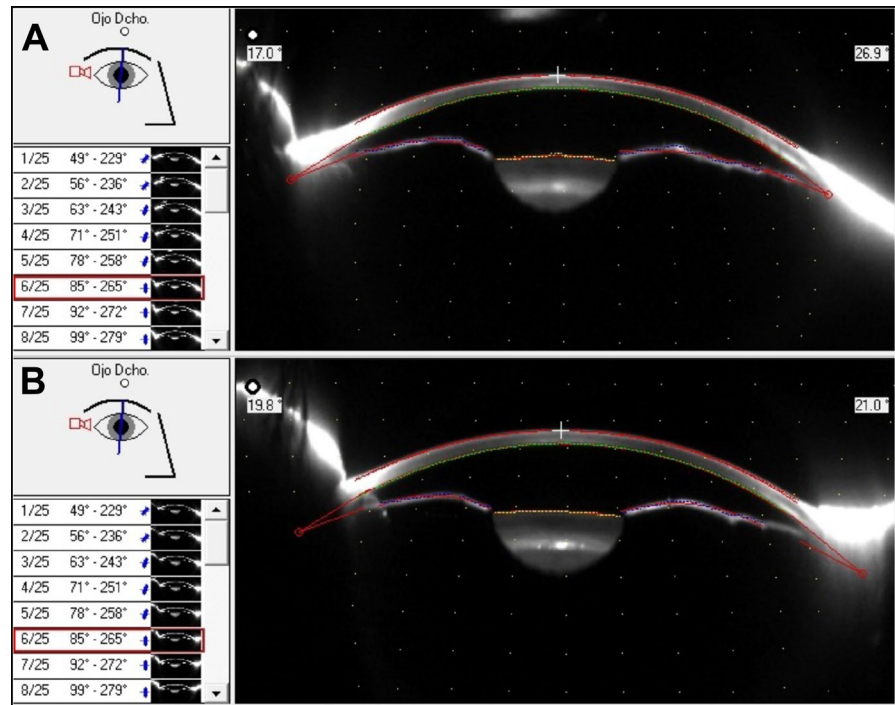 A
Ojo Dcho.
17.0 °
26.9 °
1/25 49° - 229°
2/25 56° - 236°
3/25 63° - 243°
4/25 71° - 251°
5/25 78° - 258°
6/25 85° - 265°
7/25 92° - 272°
8/25 99° - 279°
B
Ojo Dcho.
19.8 °
21.0 °
1/25 49° - 229°
2/25 56° - 236°
3/25 63° - 243°
4/25 71° - 251°
5/25 78° - 258°
6/25 85° - 265°
7/25 92° - 272°
8/25 99° - 279°